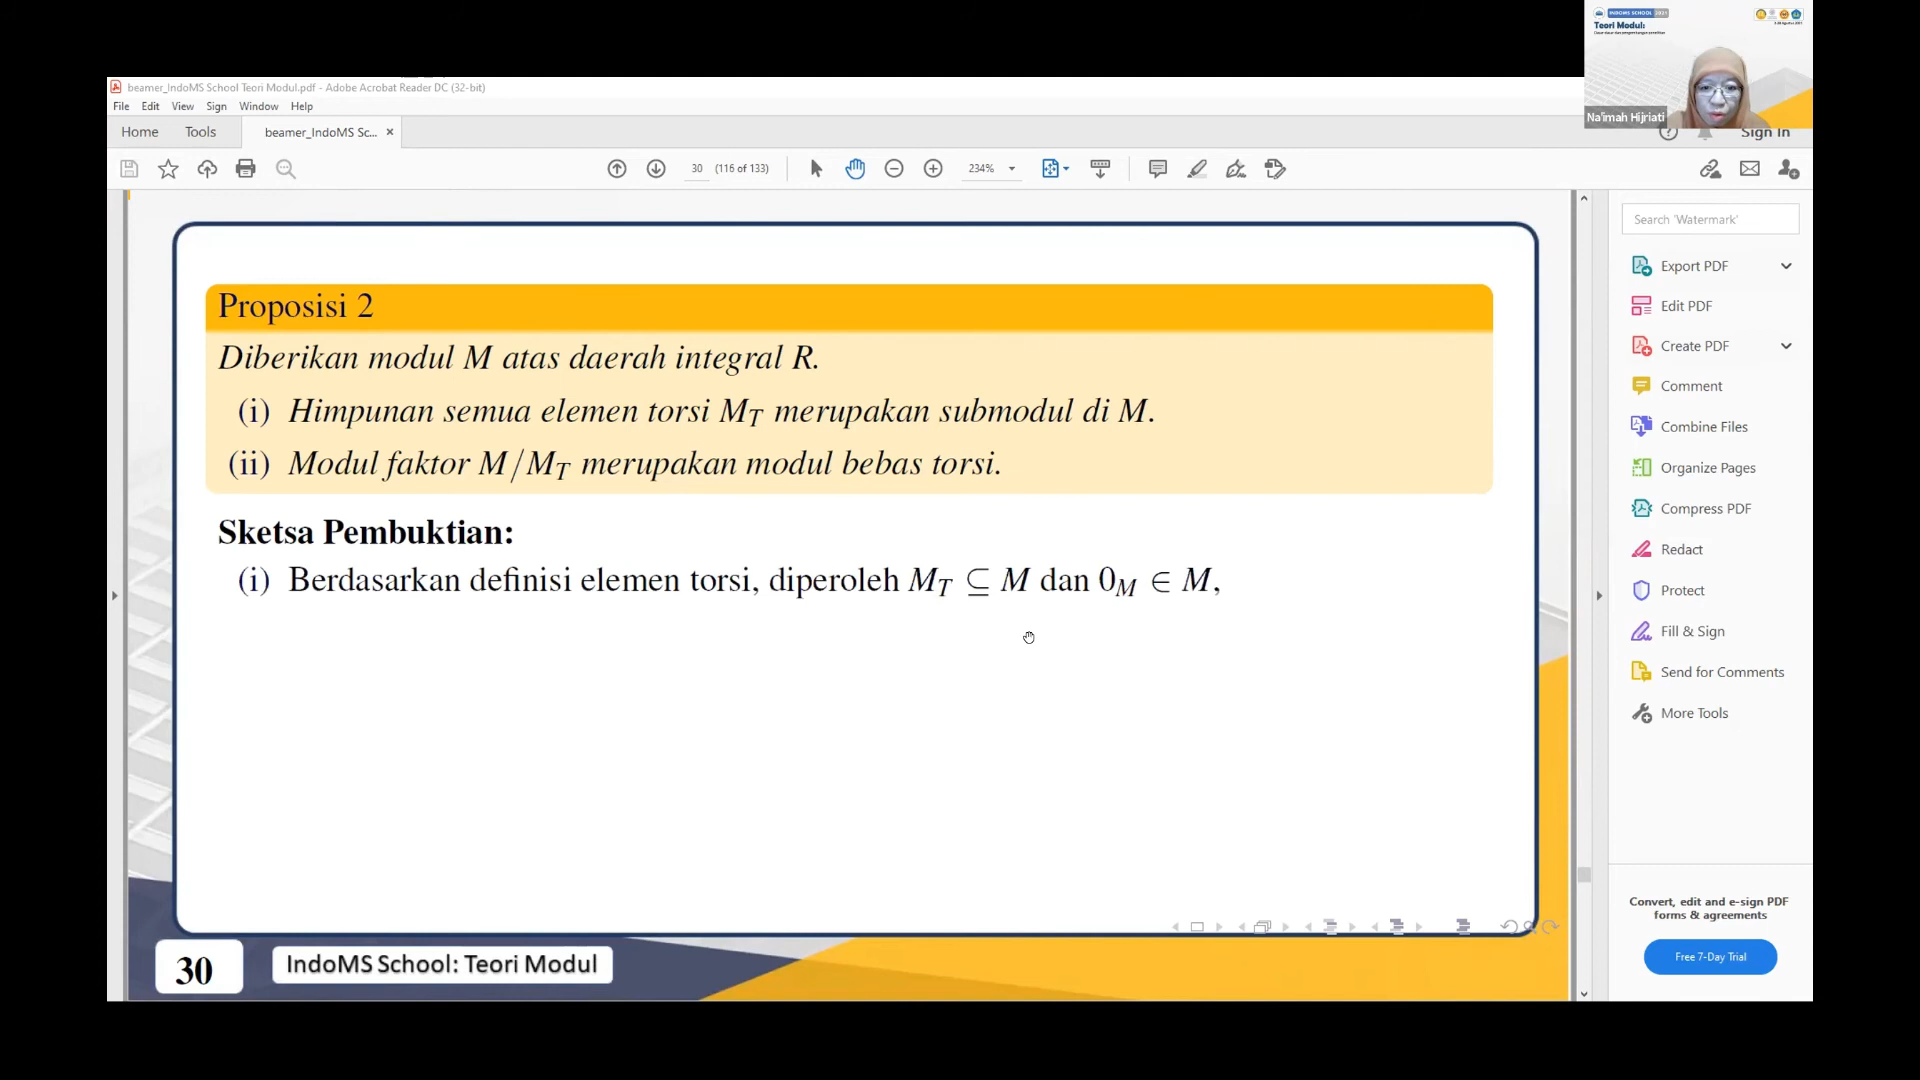 INDOMS SCHOOL 2021
Teori Modul:
Na'imah Hijriati
beamer_IndoMS School Teori Modul.pdf - Adobe Acrobat Reader DC (32-bit)
File Edit View Sign Window Help
Home Tools beamer_IndoMS Sc... × Sign In
30 (116 of 133) 234%
Search 'Watermark'
Export PDF
Edit PDF
Create PDF
Comment
Combine Files
Organize Pages
Compress PDF
Redact
Protect
Fill & Sign
Send for Comments
More Tools
Convert, edit and e-sign PDF
forms & agreements
Free 7-Day Trial
Proposisi 2
Diberikan modul M atas daerah integral R.
(i) Himpunan semua elemen torsi M_T merupakan submodul di M.
(ii) Modul faktor M/M_T merupakan modul bebas torsi.
Sketsa Pembuktian:
(i) Berdasarkan definisi elemen torsi, diperoleh M_T ⊆ M dan 0_M ∈ M,
30 IndoMS School: Teori Modul